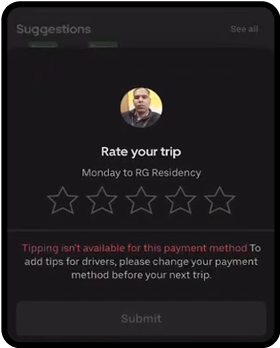 Suggestions
See all
Rate your trip
Monday to RG Residency
Tipping isn't available for this payment method To
add tips for drivers, please change your payment
method before your next trip.
Submit